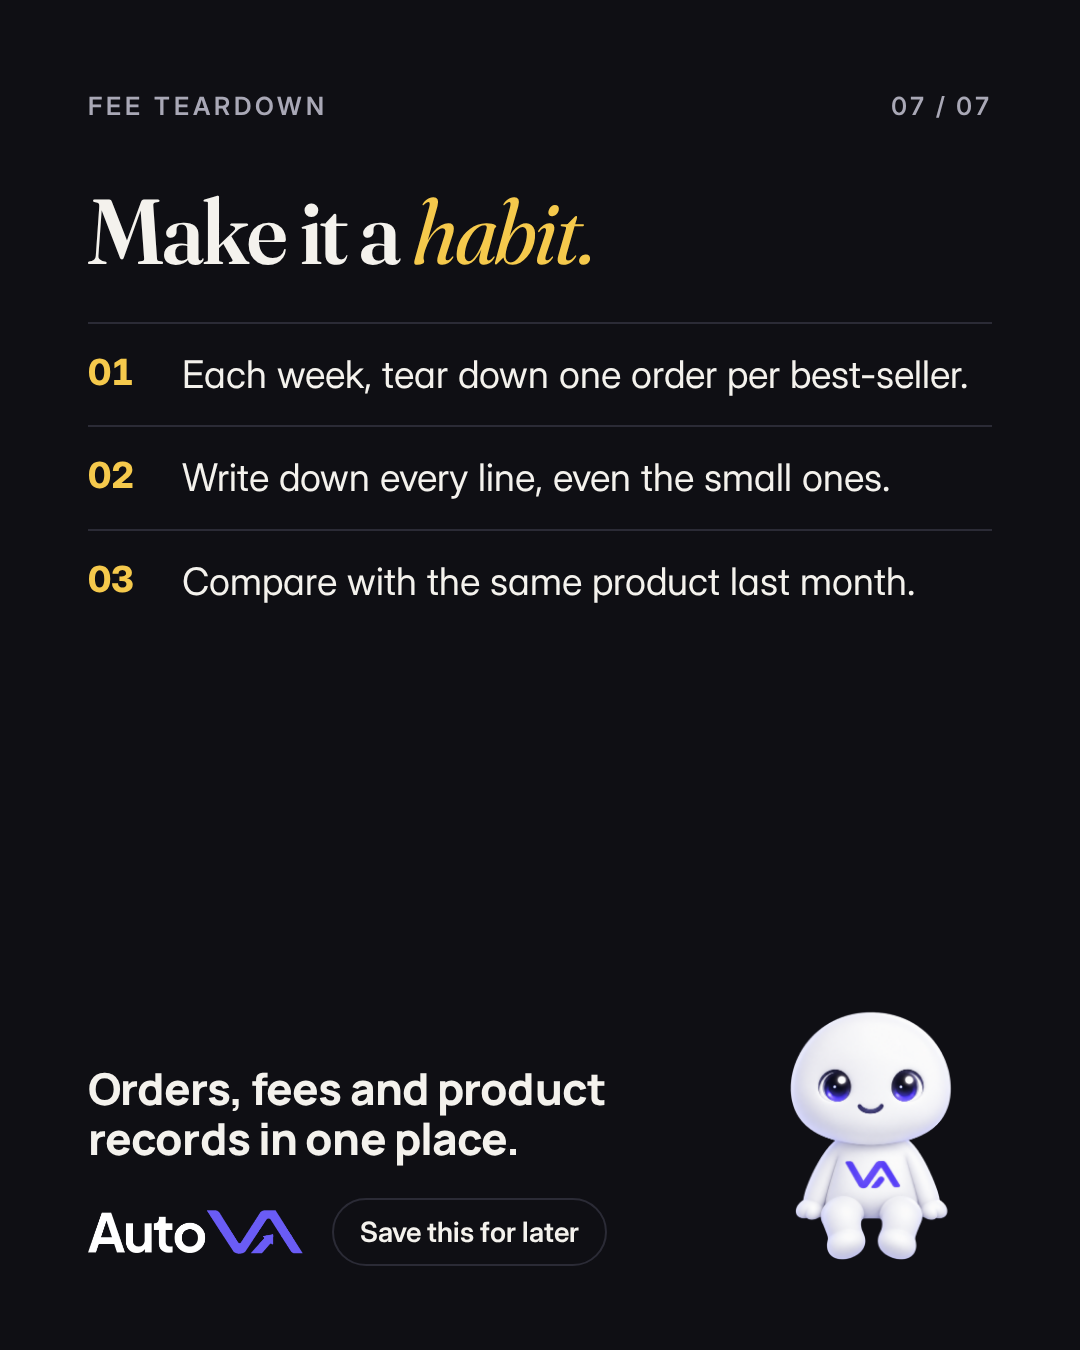 FEE TEARDOWN
07 / 07
Make it a habit.
01 Each week, tear down one order per best-seller.
02 Write down every line, even the small ones.
03 Compare with the same product last month.
Orders, fees and product
records in one place.
AutoVA
Save this for later
VA